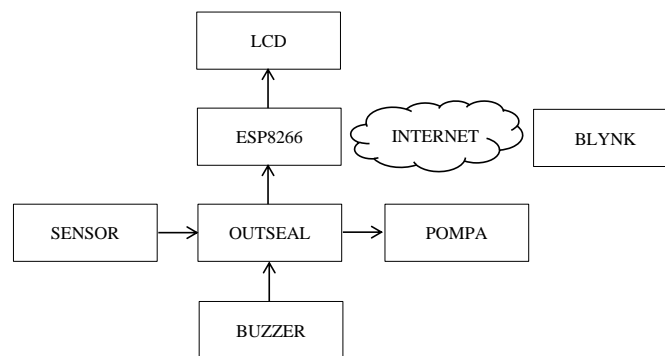 LCD
ESP8266
INTERNET
BLYNK
SENSOR
OUTSEAL
POMPA
BUZZER